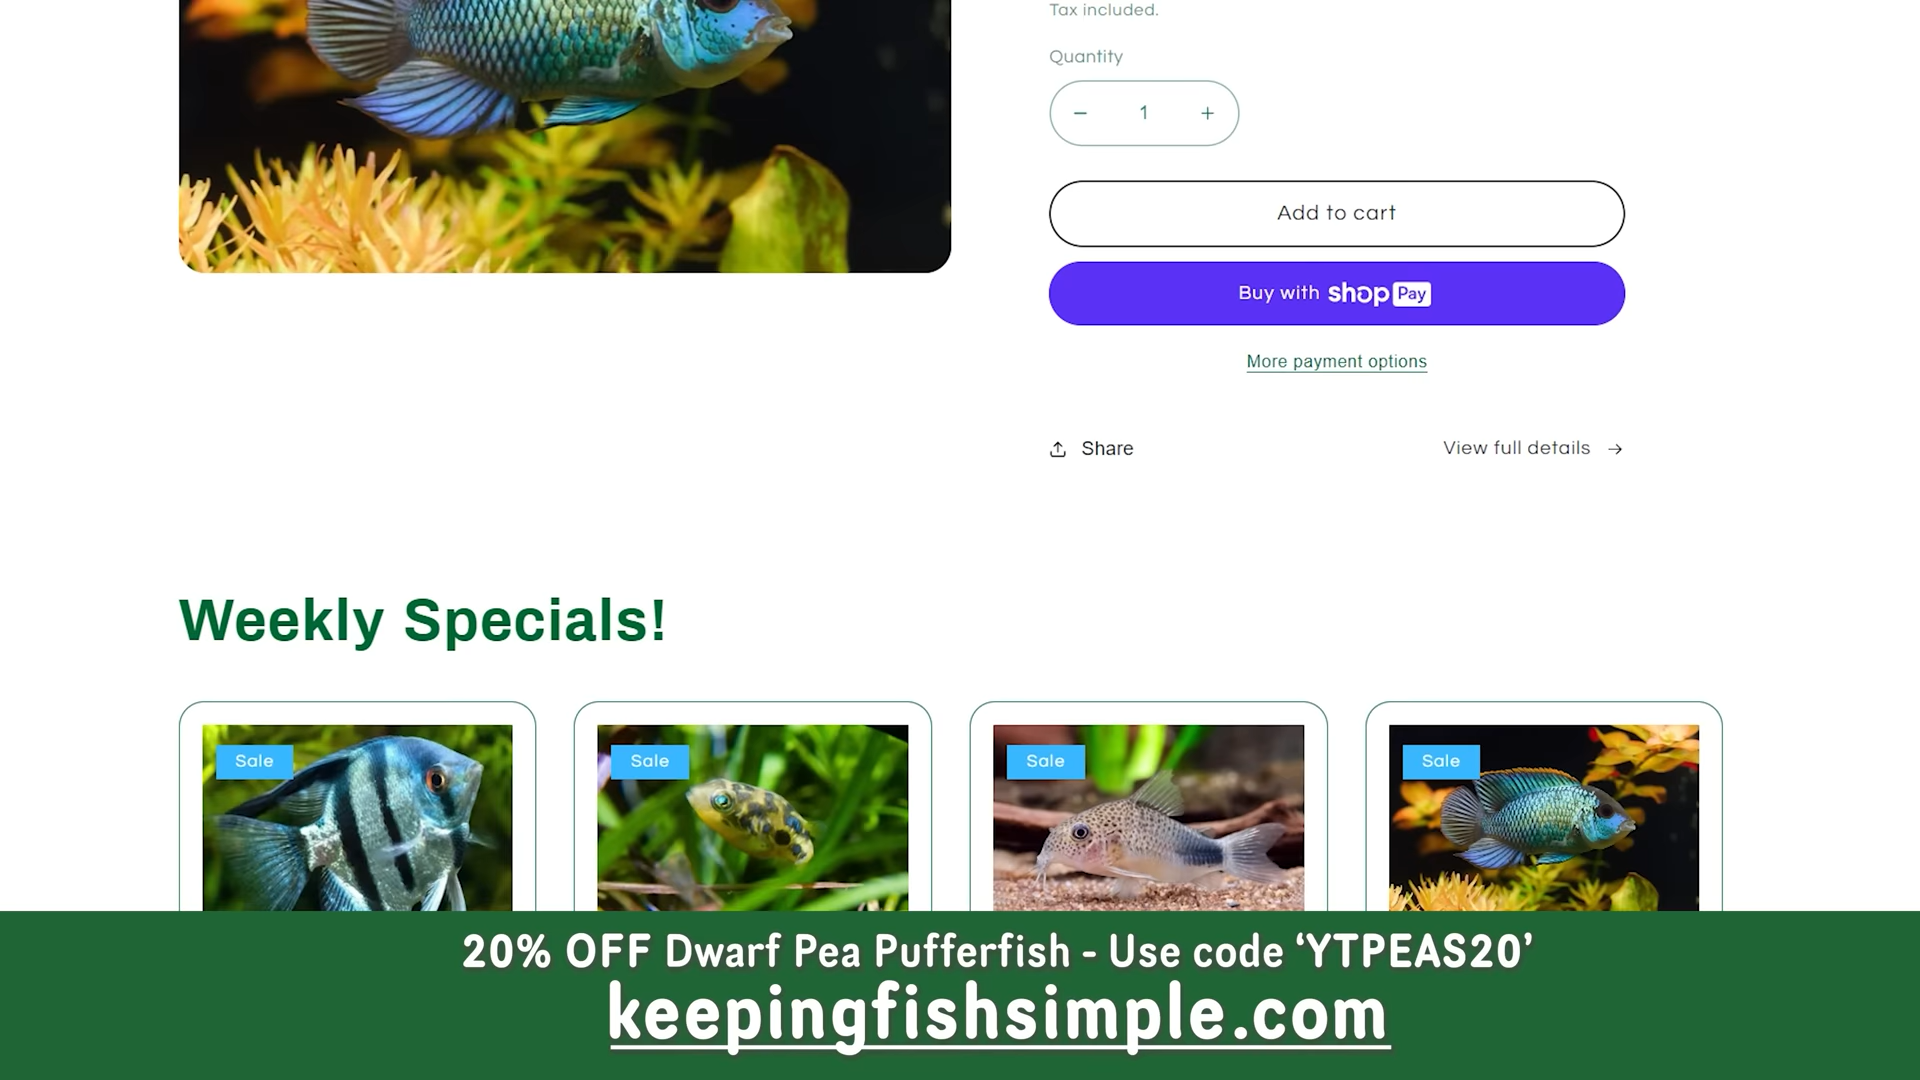 Tax included.
Quantity
− 1 +
Add to cart
Buy with shop Pay
More payment options
Share
View full details →
Weekly Specials!
Sale
Sale
Sale
Sale
20% OFF Dwarf Pea Pufferfish - Use code ‘YTPEAS20’
keepingfishsimple.com